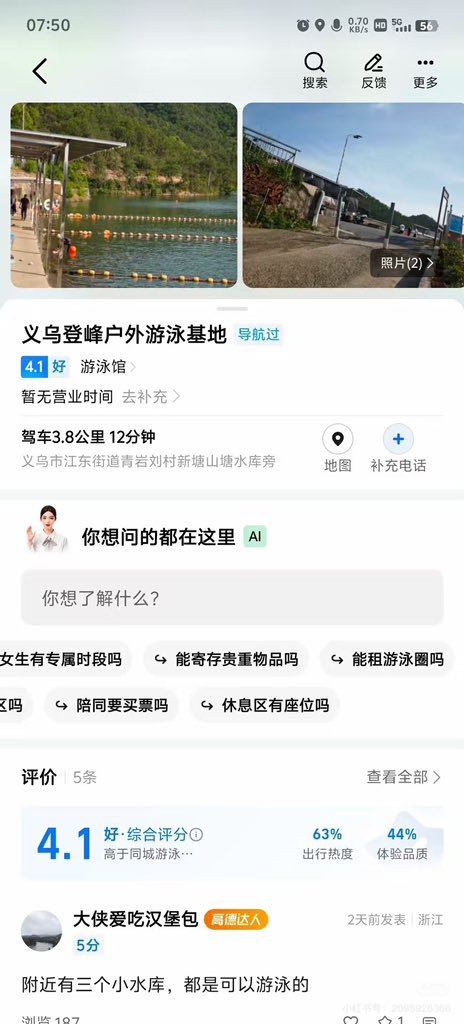 07:50
0.70 KB/s HD 5G 56
搜索 反馈 更多
照片(2)
义乌登峰户外游泳基地 导航过
4.1 好 游泳馆
暂无营业时间 去补充
驾车3.8公里 12分钟
义乌市江东街道青岩刘村新塘山塘水库旁
地图 补充电话
你想问的都在这里 AI
你想了解什么?
女生有专属时段吗 能寄存贵重物品吗 能租游泳圈吗
区吗 陪同要买票吗 休息区有座位吗
评价 5条 查看全部
4.1 好·综合评分 63% 44%
高于同城游泳… 出行热度 体验品质
大侠爱吃汉堡包 高德达人 2天前发表 浙江
5分
附近有三个小水库，都是可以游泳的
浏览 187 1
小红书号：2095926366